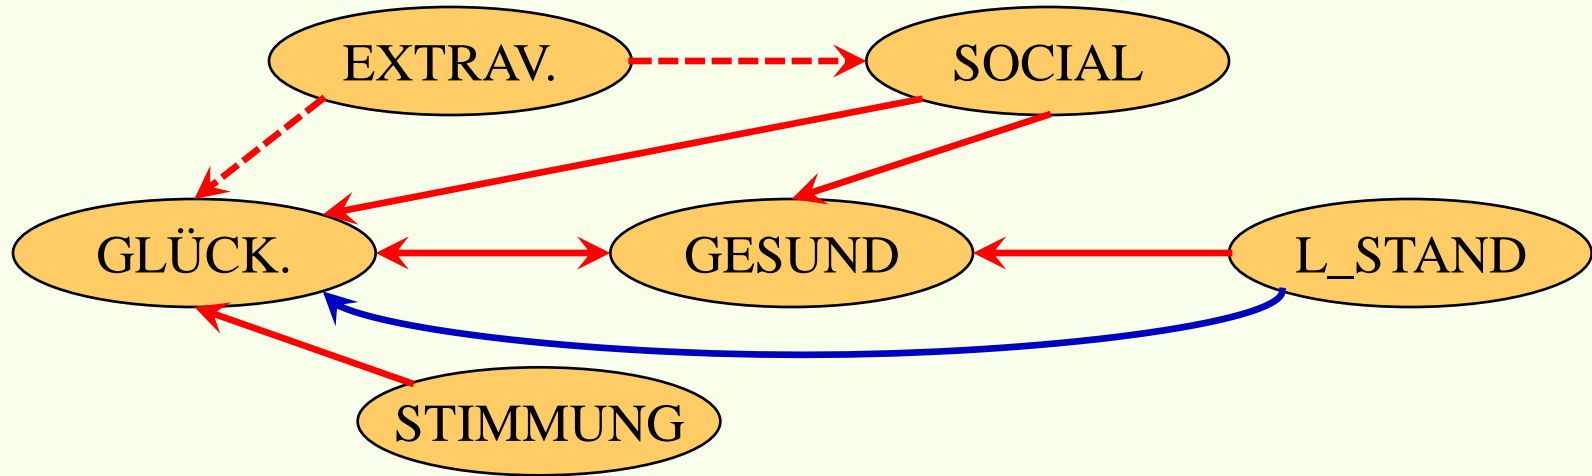 EXTRAV.
SOCIAL
GLÜCK.
GESUND
L_STAND
STIMMUNG